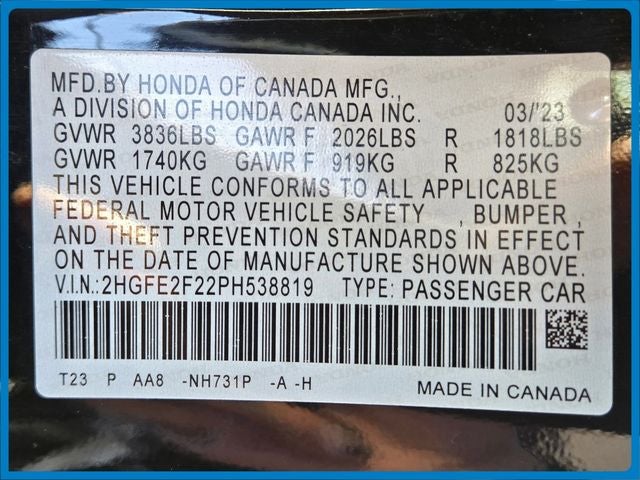 MFD.BY HONDA OF CANADA MFG.,
A DIVISION OF HONDA CANADA INC. 03/'23
GVWR 3836LBS GAWR F 2026LBS R 1818LBS
GVWR 1740KG GAWR F 919KG R 825KG
THIS VEHICLE CONFORMS TO ALL APPLICABLE
FEDERAL MOTOR VEHICLE SAFETY , BUMPER ,
AND THEFT PREVENTION STANDARDS IN EFFECT
ON THE DATE OF MANUFACTURE SHOWN ABOVE.
V.I.N.:2HGFE2F22PH538819 TYPE: PASSENGER CAR
T23 P AA8 -NH731P -A -H
MADE IN CANADA